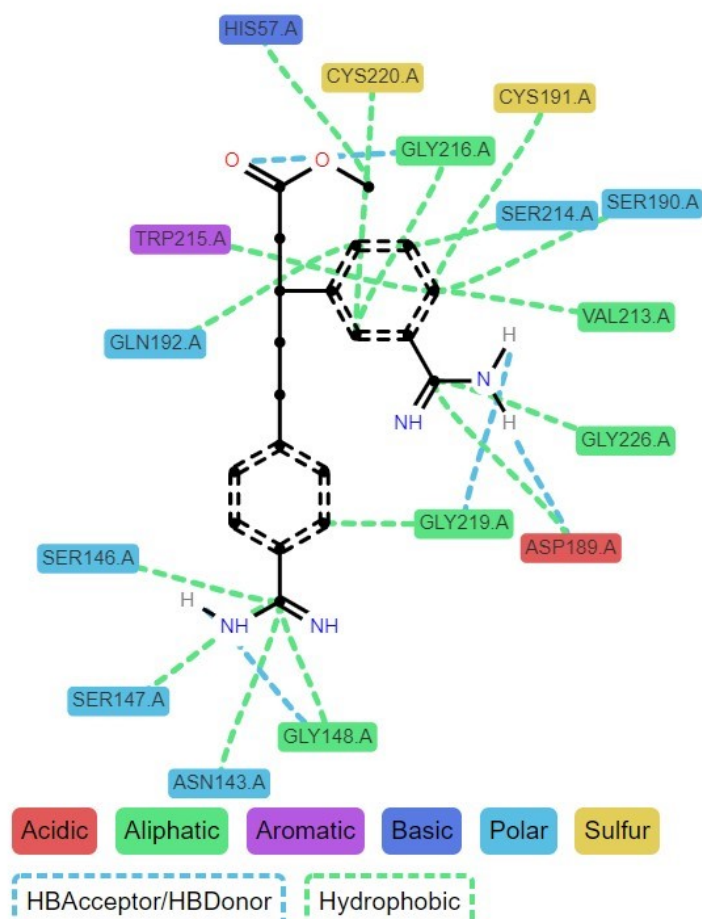 HIS57.A
CYS220.A
CYS191.A
O
O
GLY216.A
SER190.A
SER214.A
TRP215.A
VAL213.A
GLN192.A
H
N
NH
H
GLY226.A
GLY219.A
ASP189.A
SER146.A
H
NH
NH
SER147.A
GLY148.A
ASN143.A
Acidic Aliphatic Aromatic Basic Polar Sulfur
HBAcceptor/HBDonor Hydrophobic